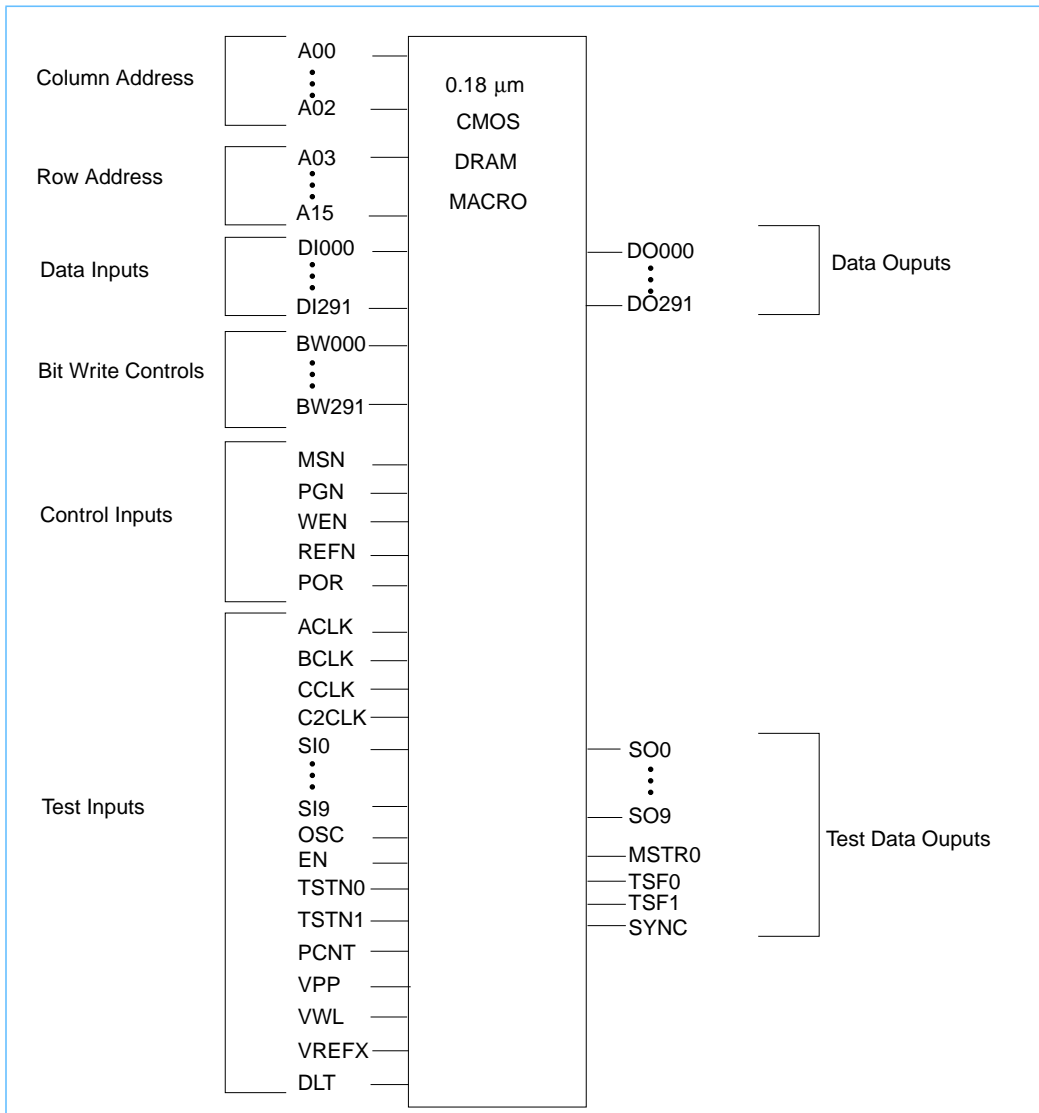 Column Address
A00
A02
Row Address
A03
A15
Data Inputs
DI000
DI291
Bit Write Controls
BW000
BW291
Control Inputs
MSN
PGN
WEN
REFN
POR
Test Inputs
ACLK
BCLK
CCLK
C2CLK
SI0
SI9
OSC
EN
TSTN0
TSTN1
PCNT
VPP
VWL
VREFX
DLT
0.18 µm
CMOS
DRAM
MACRO
DO000
DO291
Data Ouputs
SO0
SO9
MSTR0
TSF0
TSF1
SYNC
Test Data Ouputs